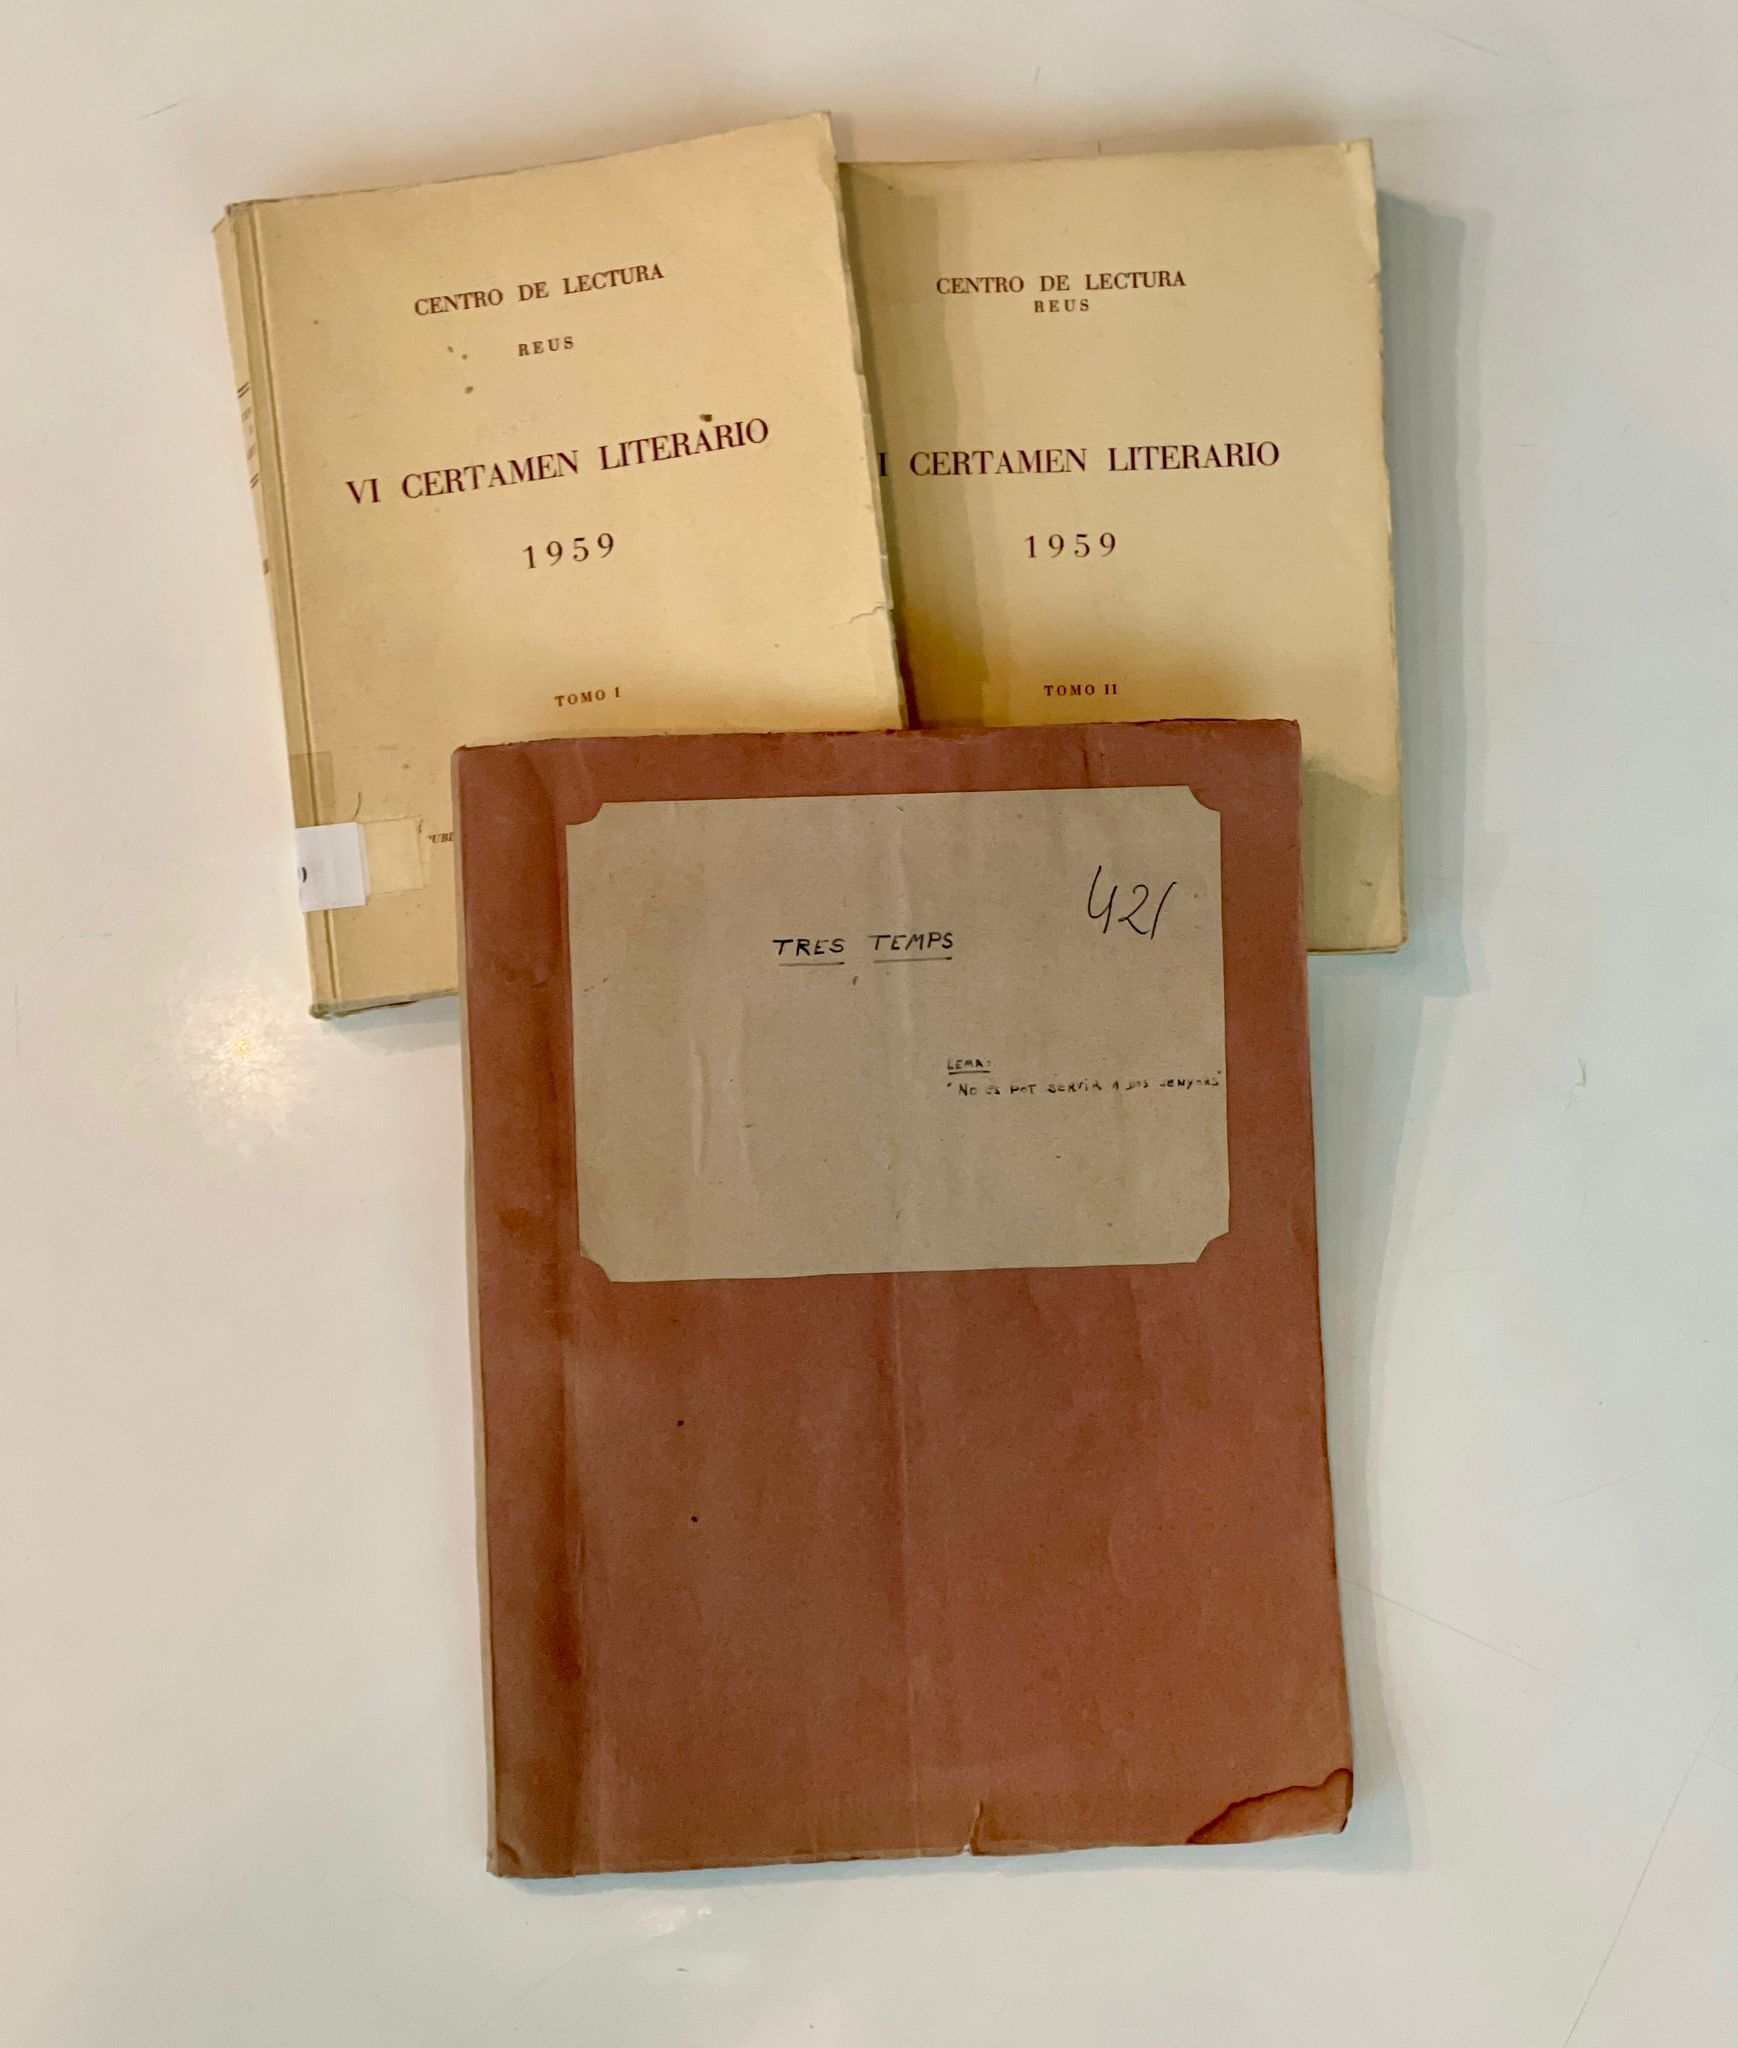 CENTRO DE LECTURA
REUS
VI CERTAMEN LITERARIO
1959
TOMO I
CENTRO DE LECTURA
REUS
I CERTAMEN LITERARIO
1959
TOMO II
421
TRES TEMPS
LEMA:
"NO ES POT SERVIR A DOS SENYORS"